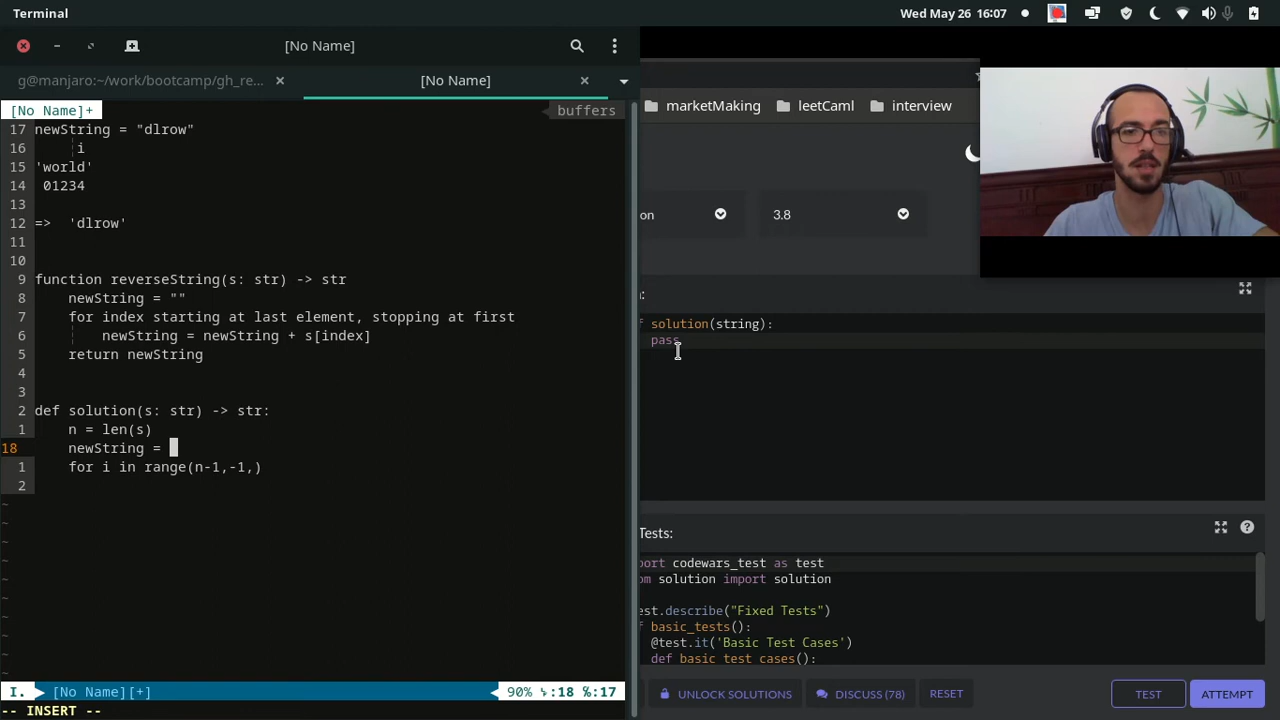 Terminal
Wed May 26 16:07
[No Name]
g@manjaro:~/work/bootcamp/gh_re...
[No Name]
[No Name]+
buffers
17 newString = "dlrow"
16 i
15 'world'
14 01234
13
12 => 'dlrow'
11
10
9 function reverseString(s: str) -> str
8 newString = ""
7 for index starting at last element, stopping at first
6 newString = newString + s[index]
5 return newString
4
3
2 def solution(s: str) -> str:
1 n = len(s)
18 newString =
1 for i in range(n-1,-1,)
2
~
~
~
~
~
~
~
~
~
~
I.
[No Name][+]
90% ㏑:18 ℅:17
-- INSERT --
marketMaking
leetCaml
interview
on
3.8
:
f solution(string):
pass
Tests:
port codewars_test as test
om solution import solution
est.describe("Fixed Tests")
f basic_tests():
@test.it('Basic Test Cases')
def basic_test_cases():
UNLOCK SOLUTIONS
DISCUSS (78)
RESET
TEST
ATTEMPT